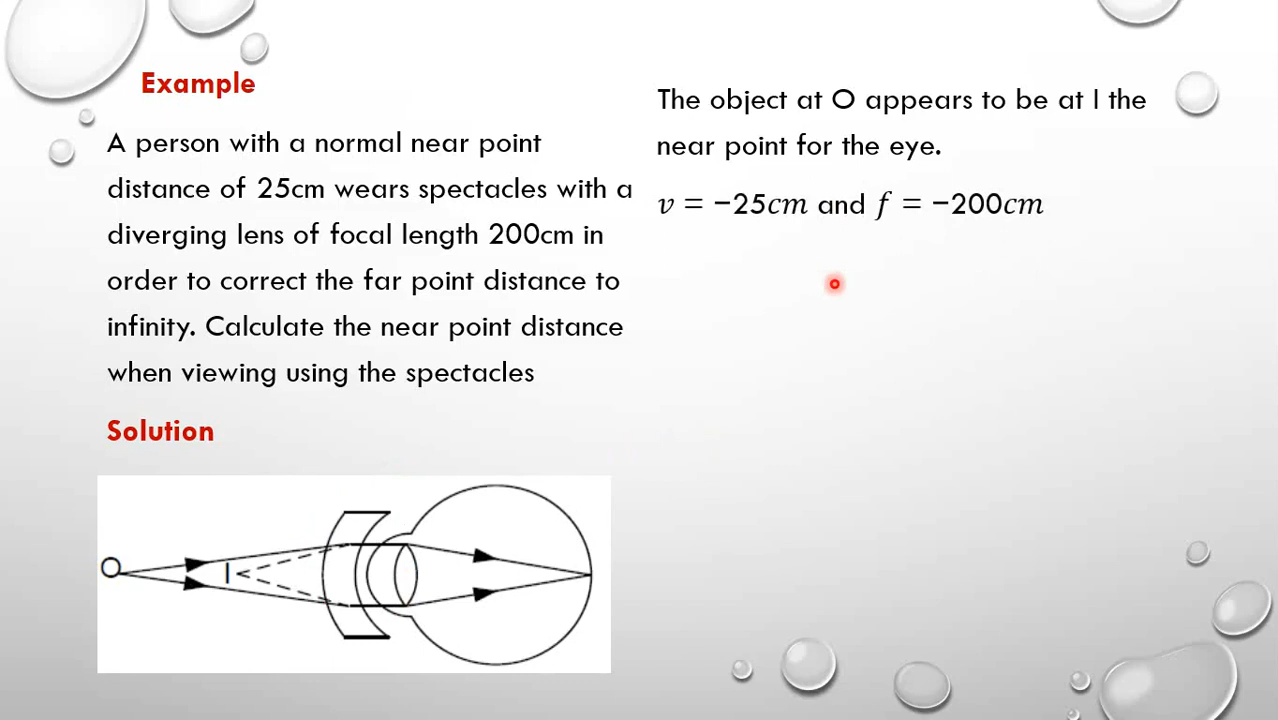 Example
A person with a normal near point
distance of 25cm wears spectacles with a
diverging lens of focal length 200cm in
order to correct the far point distance to
infinity. Calculate the near point distance
when viewing using the spectacles
Solution
O
I
The object at O appears to be at I the
near point for the eye.
v = −25cm and f = −200cm